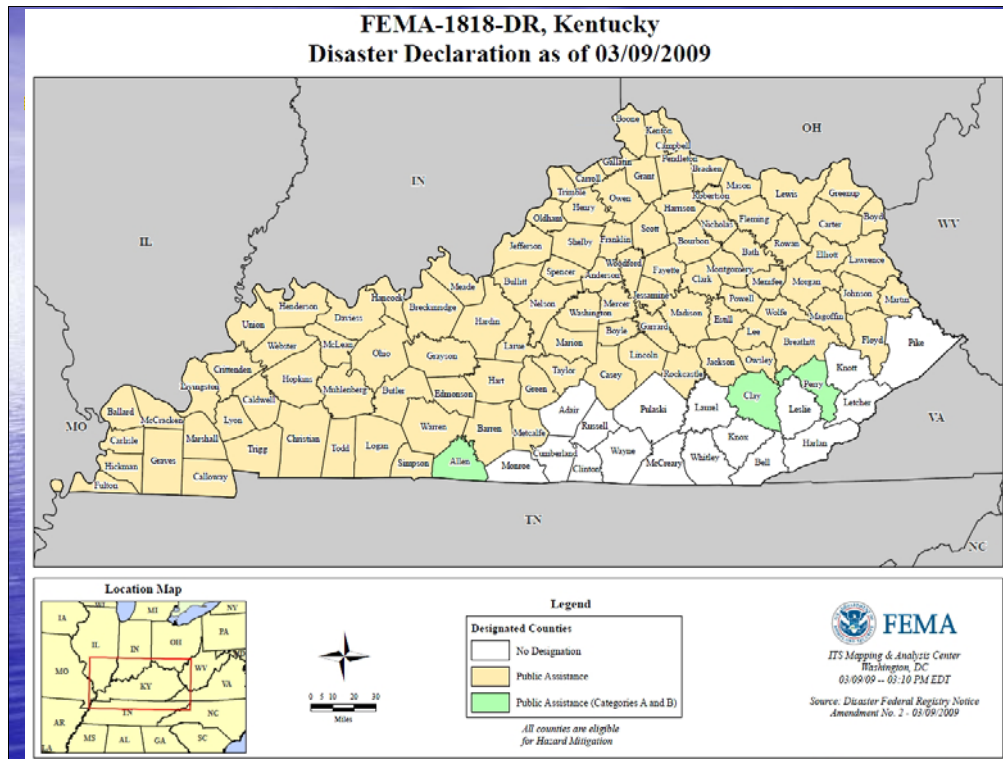 FEMA-1818-DR, Kentucky
Disaster Declaration as of 03/09/2009
OH
IN
IL
WV
MO
VA
TN
NC
Boone
Kenton
Campbell
Gallatin
Pendleton
Grant
Bracken
Carroll
Mason
Trimble
Owen
Robertson
Lewis
Greenup
Henry
Harrison
Oldham
Nicholas
Fleming
Boyd
Carter
Scott
Jefferson
Shelby
Franklin
Bourbon
Rowan
Bath
Elliott
Woodford
Lawrence
Spencer
Anderson
Fayette
Montgomery
Bullitt
Clark
Menifee
Morgan
Meade
Jessamine
Johnson
Martin
Hancock
Nelson
Mercer
Powell
Henderson
Breckinridge
Washington
Madison
Estill
Wolfe
Magoffin
Daviess
Hardin
Boyle
Garrard
Lee
Union
Floyd
Webster
McLean
Larue
Marion
Breathitt
Pike
Ohio
Grayson
Lincoln
Jackson
Owsley
Knott
Crittenden
Taylor
Casey
Rockcastle
Hopkins
Hart
Green
Perry
Livingston
Muhlenberg
Butler
Edmonson
Clay
Leslie
Letcher
Caldwell
Adair
Pulaski
Laurel
Ballard
McCracken
Lyon
Warren
Barren
Metcalfe
Russell
Knox
Harlan
Carlisle
Marshall
Trigg
Christian
Todd
Logan
Cumberland
Wayne
Whitley
Bell
Hickman
Graves
Calloway
Simpson
Allen
Monroe
Clinton
McCreary
Fulton
Location Map
IA
WI
MI
NY
IL
IN
OH
PA
MO
WV
VA
KY
TN
NC
AR
MS
AL
GA
SC
LA
0 5 10 20 30
Miles
Legend
Designated Counties
No Designation
Public Assistance
Public Assistance (Categories A and B)
All counties are eligible
for Hazard Mitigation
FEMA
ITS Mapping & Analysis Center
Washington, DC
03/09/09 -- 03:10 PM EDT
Source: Disaster Federal Registry Notice
Amendment No. 2 - 03/09/2009